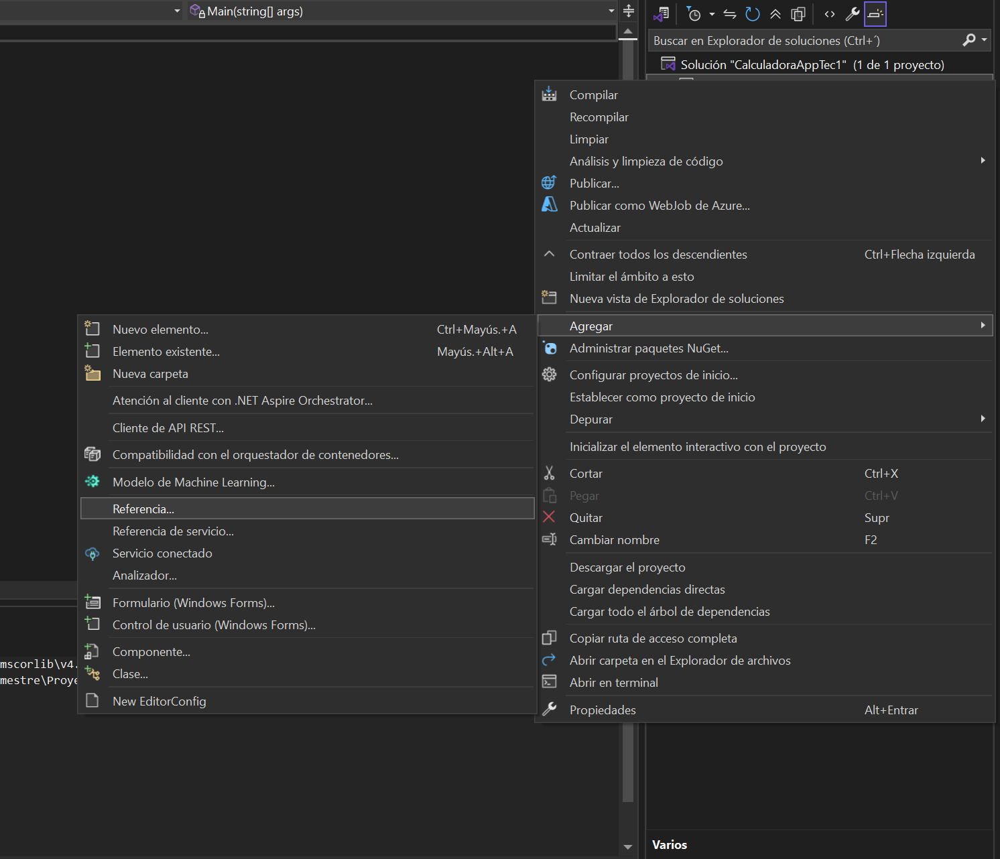 Main(string[] args)
Buscar en Explorador de soluciones (Ctrl+´)
Solución "CalculadoraAppTec1" (1 de 1 proyecto)
Compilar
Recompilar
Limpiar
Análisis y limpieza de código
Publicar...
Publicar como WebJob de Azure...
Actualizar
Contraer todos los descendientes Ctrl+Flecha izquierda
Limitar el ámbito a esto
Nueva vista de Explorador de soluciones
Agregar
Administrar paquetes NuGet...
Configurar proyectos de inicio...
Establecer como proyecto de inicio
Depurar
Inicializar el elemento interactivo con el proyecto
Cortar Ctrl+X
Pegar Ctrl+V
Quitar Supr
Cambiar nombre F2
Descargar el proyecto
Cargar dependencias directas
Cargar todo el árbol de dependencias
Copiar ruta de acceso completa
Abrir carpeta en el Explorador de archivos
Abrir en terminal
Propiedades Alt+Entrar
Nuevo elemento... Ctrl+Mayús.+A
Elemento existente... Mayús.+Alt+A
Nueva carpeta
Atención al cliente con .NET Aspire Orchestrator...
Cliente de API REST...
Compatibilidad con el orquestador de contenedores...
Modelo de Machine Learning...
Referencia...
Referencia de servicio...
Servicio conectado
Analizador...
Formulario (Windows Forms)...
Control de usuario (Windows Forms)...
Componente...
Clase...
New EditorConfig
mscorlib\v4.
mestre\Proye
Varios